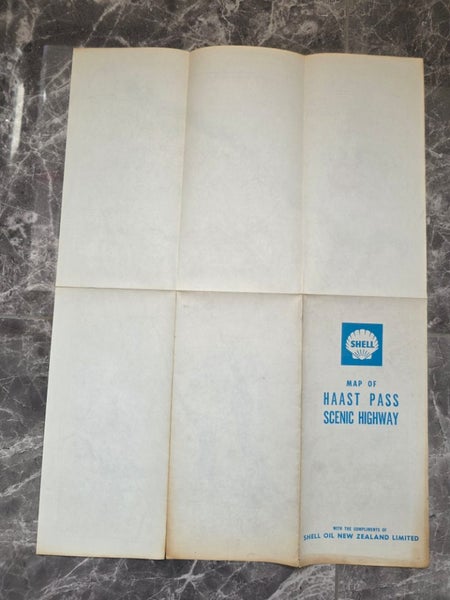 SHELL
MAP OF
HAAST PASS
SCENIC HIGHWAY
WITH THE COMPLIMENTS OF
SHELL OIL NEW ZEALAND LIMITED